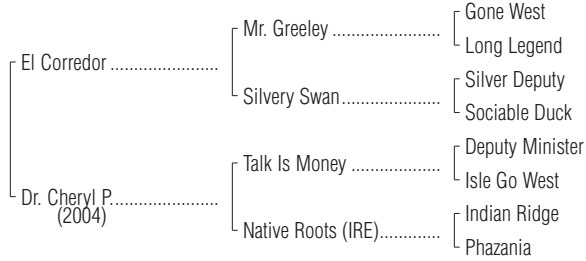 Gone West
Mr. Greeley ......................
Long Legend
El Corredor ......................
Silver Deputy
Silvery Swan....................
Sociable Duck
Deputy Minister
Talk Is Money ..................
Isle Go West
Dr. Cheryl P......................
(2004)
Indian Ridge
Native Roots (IRE).............
Phazania